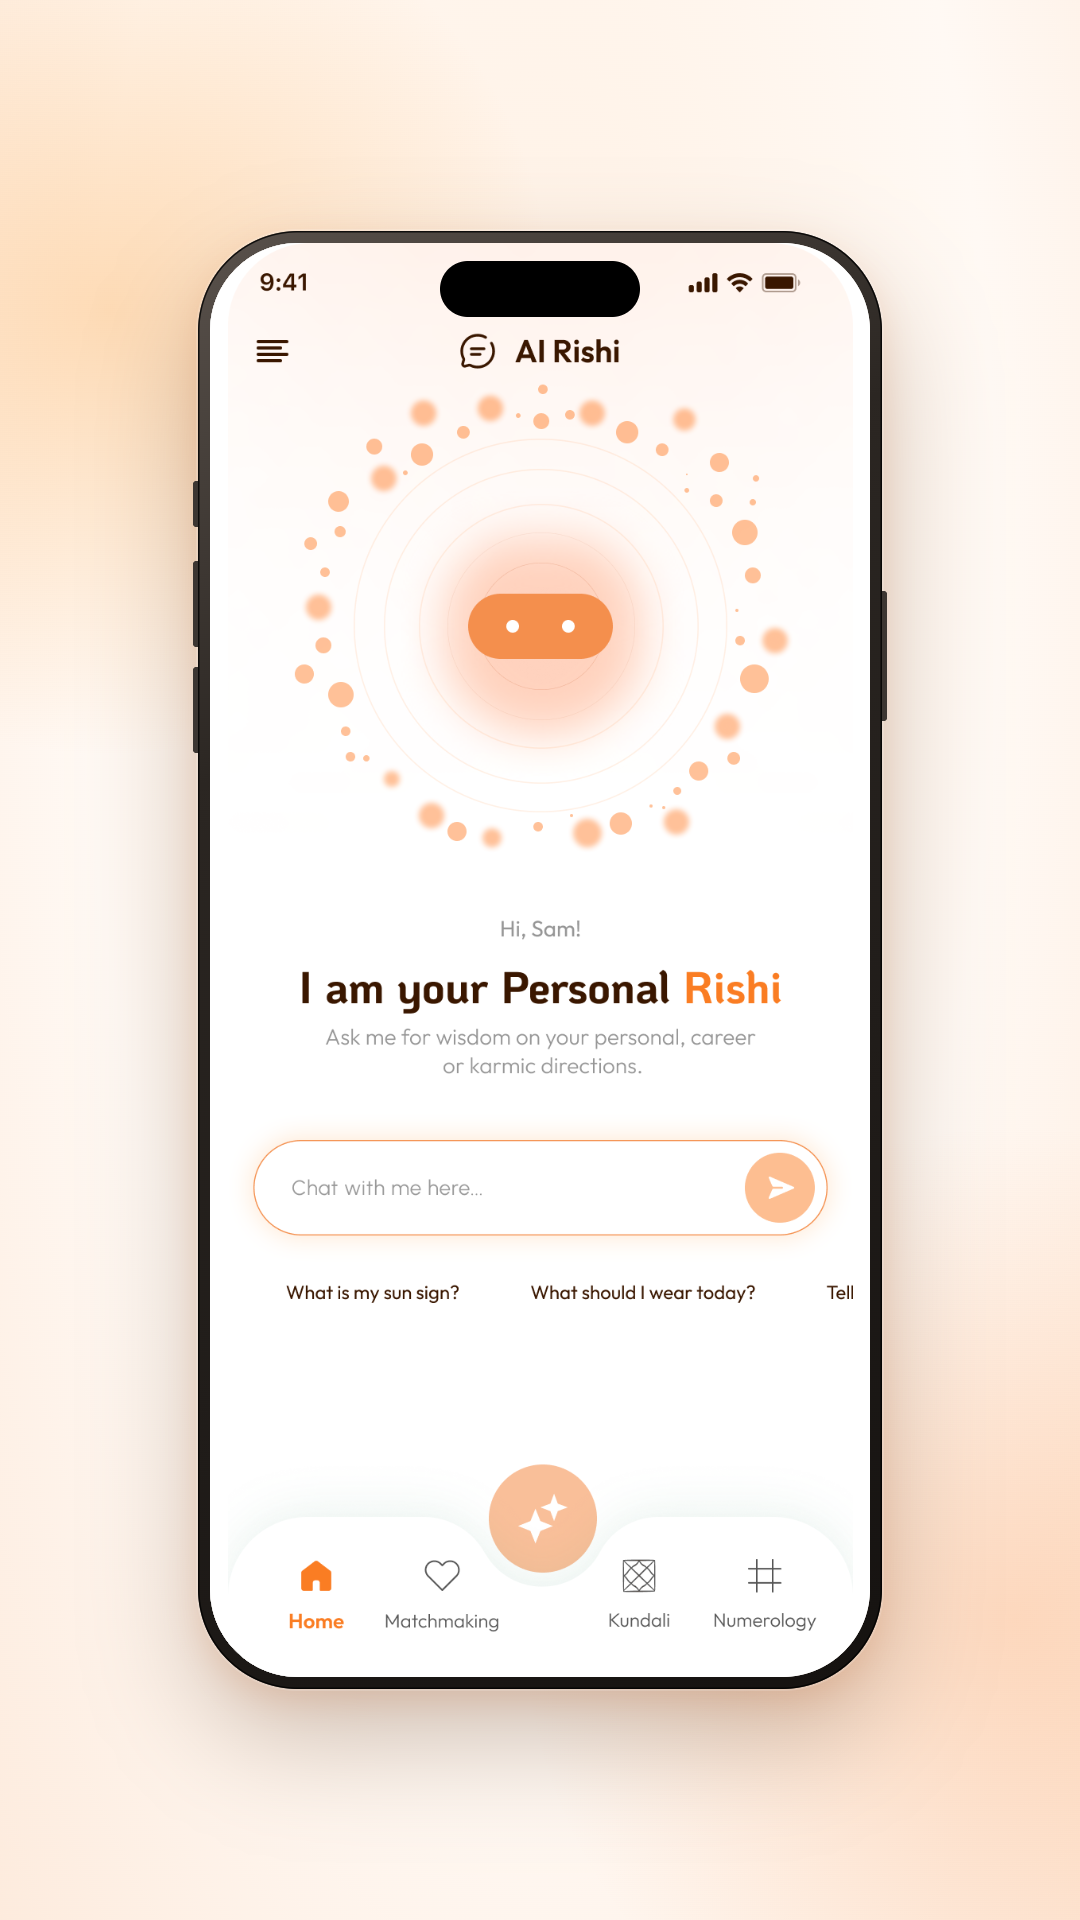 9:41
AI Rishi
Hi, Sam!
I am your Personal Rishi
Ask me for wisdom on your personal, career
or karmic directions.
Chat with me here...
What is my sun sign?
What should I wear today?
Tell
Home
Matchmaking
Kundali
Numerology